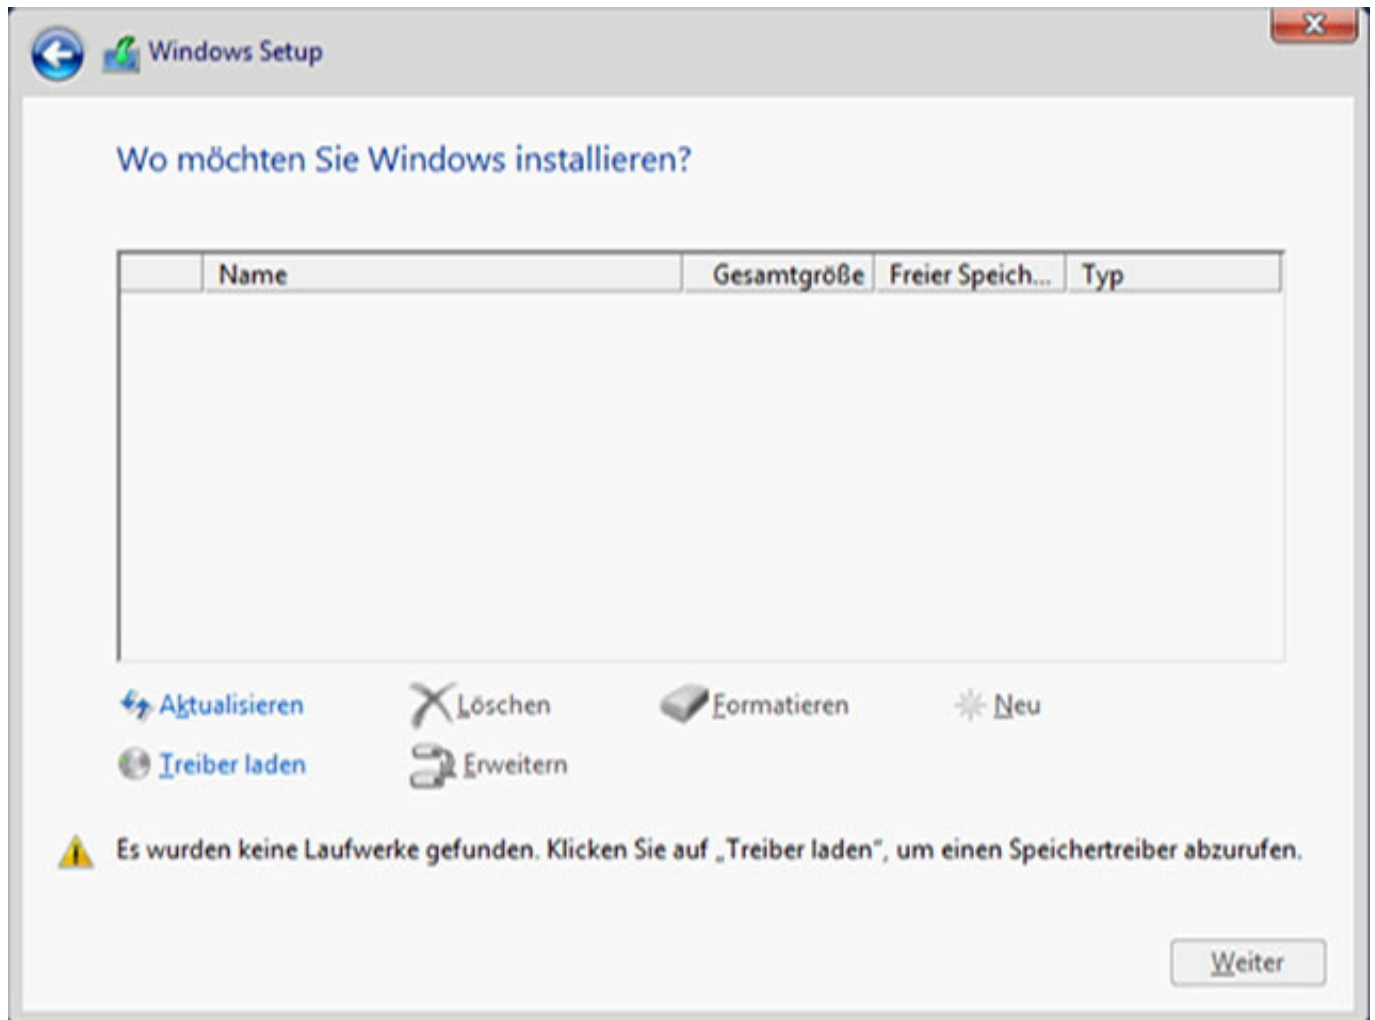 Windows Setup
Wo möchten Sie Windows installieren?
Name Gesamtgröße Freier Speich... Typ
Aktualisieren Löschen Formatieren Neu
Treiber laden Erweitern
Es wurden keine Laufwerke gefunden. Klicken Sie auf „Treiber laden“, um einen Speichertreiber abzurufen.
Weiter